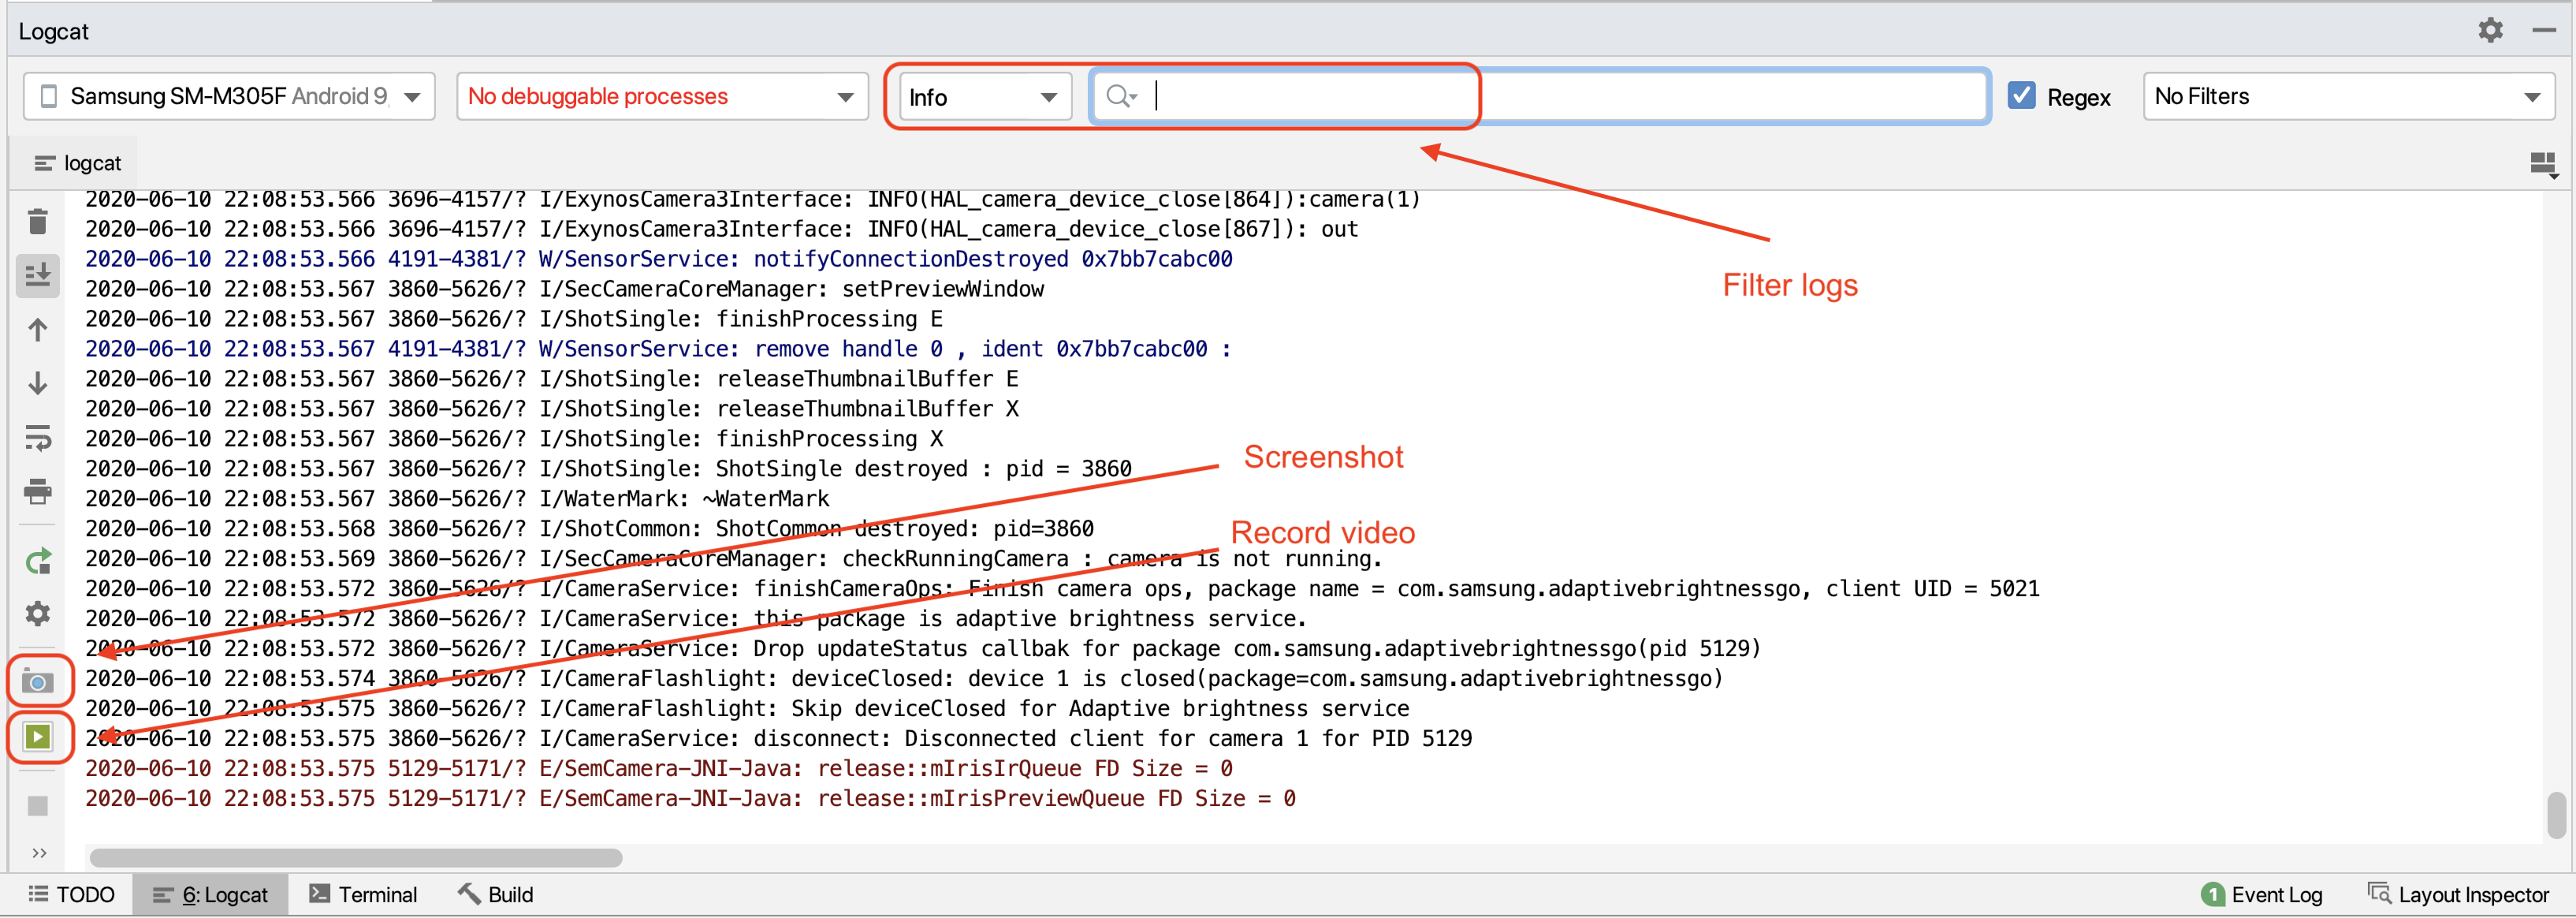 Logcat
Samsung SM-M305F Android 9, No debuggable processes Info Regex No Filters
logcat
2020-06-10 22:08:53.566 3696-4157/? I/ExynosCamera3Interface: INFO(HAL_camera_device_close[864]):camera(1)
2020-06-10 22:08:53.566 3696-4157/? I/ExynosCamera3Interface: INFO(HAL_camera_device_close[867]): out
2020-06-10 22:08:53.566 4191-4381/? W/SensorService: notifyConnectionDestroyed 0x7bb7cabc00
Filter logs
2020-06-10 22:08:53.567 3860-5626/? I/SecCameraCoreManager: setPreviewWindow
2020-06-10 22:08:53.567 3860-5626/? I/ShotSingle: finishProcessing E
2020-06-10 22:08:53.567 4191-4381/? W/SensorService: remove handle 0 , ident 0x7bb7cabc00 :
2020-06-10 22:08:53.567 3860-5626/? I/ShotSingle: releaseThumbnailBuffer E
2020-06-10 22:08:53.567 3860-5626/? I/ShotSingle: releaseThumbnailBuffer X
2020-06-10 22:08:53.567 3860-5626/? I/ShotSingle: finishProcessing X
Screenshot
2020-06-10 22:08:53.567 3860-5626/? I/ShotSingle: ShotSingle destroyed : pid = 3860
2020-06-10 22:08:53.567 3860-5626/? I/WaterMark: ~WaterMark
2020-06-10 22:08:53.568 3860-5626/? I/ShotCommon: ShotCommon destroyed: pid=3860
Record video
2020-06-10 22:08:53.569 3860-5626/? I/SecCameraCoreManager: checkRunningCamera : camera is not running.
2020-06-10 22:08:53.572 3860-5626/? I/CameraService: finishCameraOps: Finish camera ops, package name = com.samsung.adaptivebrightnessgo, client UID = 5021
2020-06-10 22:08:53.572 3860-5626/? I/CameraService: this package is adaptive brightness service.
2020-06-10 22:08:53.572 3860-5626/? I/CameraService: Drop updateStatus callbak for package com.samsung.adaptivebrightnessgo(pid 5129)
2020-06-10 22:08:53.574 3860-5626/? I/CameraFlashlight: deviceClosed: device 1 is closed(package=com.samsung.adaptivebrightnessgo)
2020-06-10 22:08:53.575 3860-5626/? I/CameraFlashlight: Skip deviceClosed for Adaptive brightness service
2020-06-10 22:08:53.575 3860-5626/? I/CameraService: disconnect: Disconnected client for camera 1 for PID 5129
2020-06-10 22:08:53.575 5129-5171/? E/SemCamera-JNI-Java: release::mIrisIrQueue FD Size = 0
2020-06-10 22:08:53.575 5129-5171/? E/SemCamera-JNI-Java: release::mIrisPreviewQueue FD Size = 0
TODO 6: Logcat Terminal Build 1 Event Log Layout Inspector